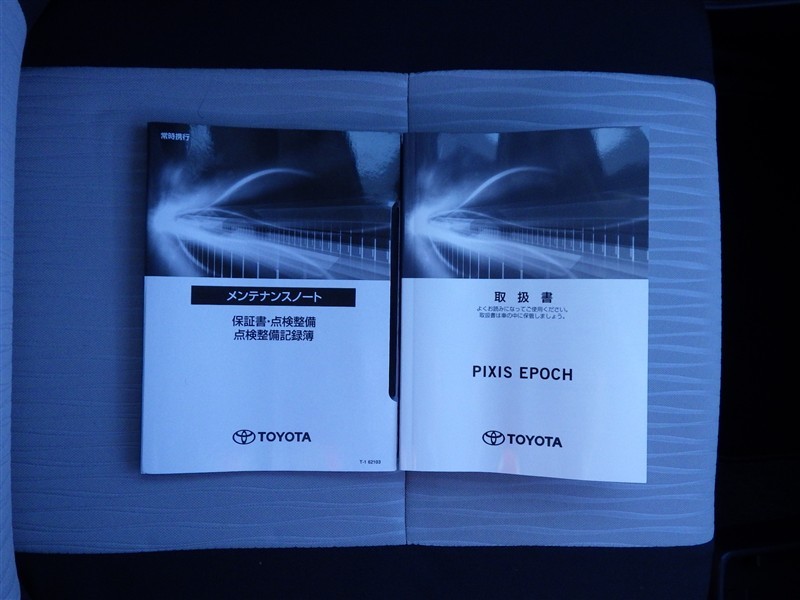 常時携行
メンテナンスノート
保証書・点検整備
点検整備記録簿
TOYOTA
T-1 62103
取扱書
よくお読みになってご使用ください。
取扱書は車の中に保管しましょう。
PIXIS EPOCH
TOYOTA